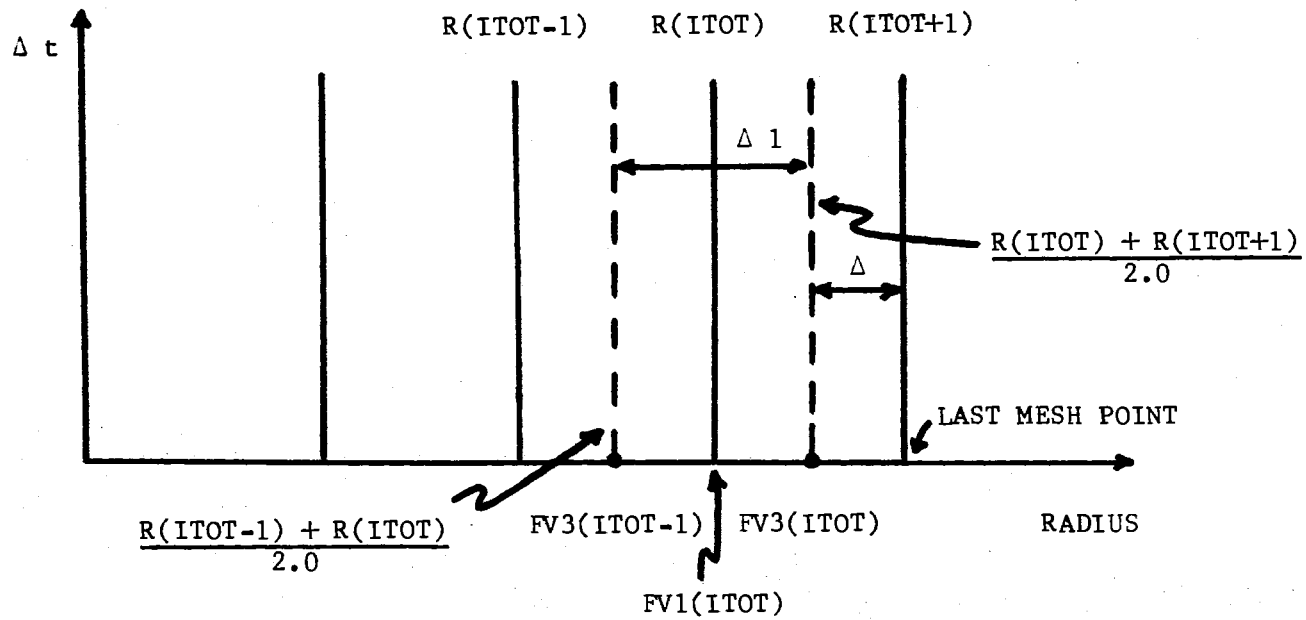 R(ITOT-1) R(ITOT) R(ITOT+1)
Δ t
Δ 1
R(ITOT) + R(ITOT+1)
2.0
Δ
LAST MESH POINT
R(ITOT-1) + R(ITOT)
2.0
FV3(ITOT-1) FV3(ITOT) RADIUS
FV1(ITOT)